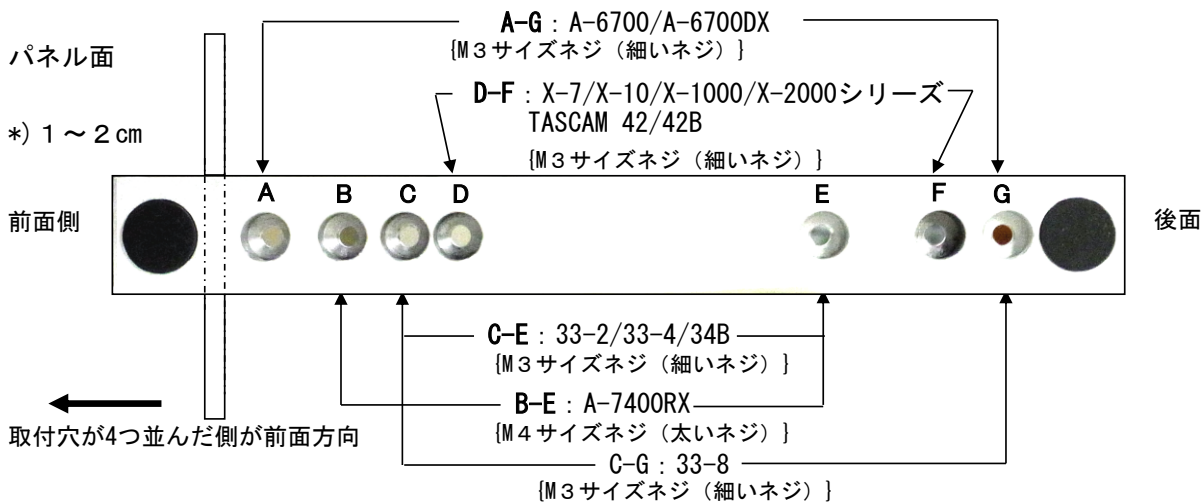 A-G：A-6700/A-6700DX
{M３サイズネジ（細いネジ）}
パネル面
D-F：X-7/X-10/X-1000/X-2000シリーズ
TASCAM 42/42B
*) １～２㎝
{M３サイズネジ（細いネジ）}
A B C D E F G
前面側
後面
C-E：33-2/33-4/34B
{M３サイズネジ（細いネジ）}
B-E：A-7400RX
{M４サイズネジ（太いネジ）}
取付穴が4つ並んだ側が前面方向
C-G：33-8
{M３サイズネジ（細いネジ）}